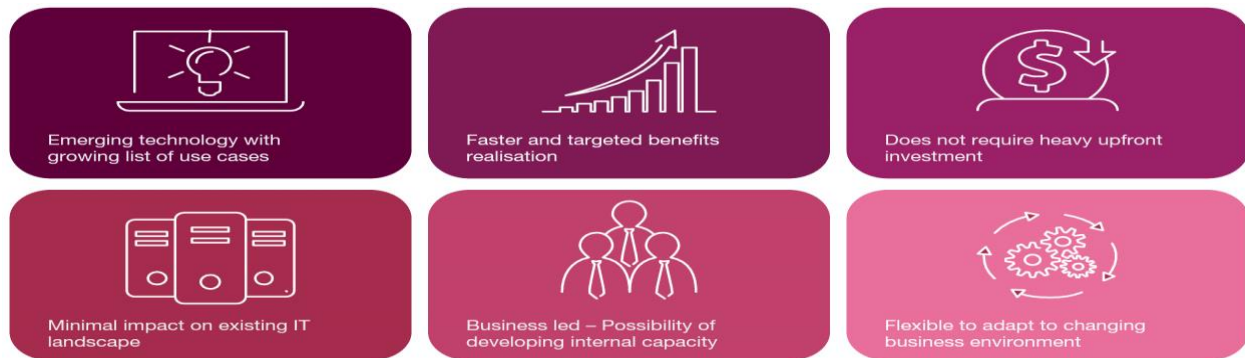 Emerging technology with
growing list of use cases
Faster and targeted benefits
realisation
Does not require heavy upfront
investment
Minimal impact on existing IT
landscape
Business led – Possibility of
developing internal capacity
Flexible to adapt to changing
business environment